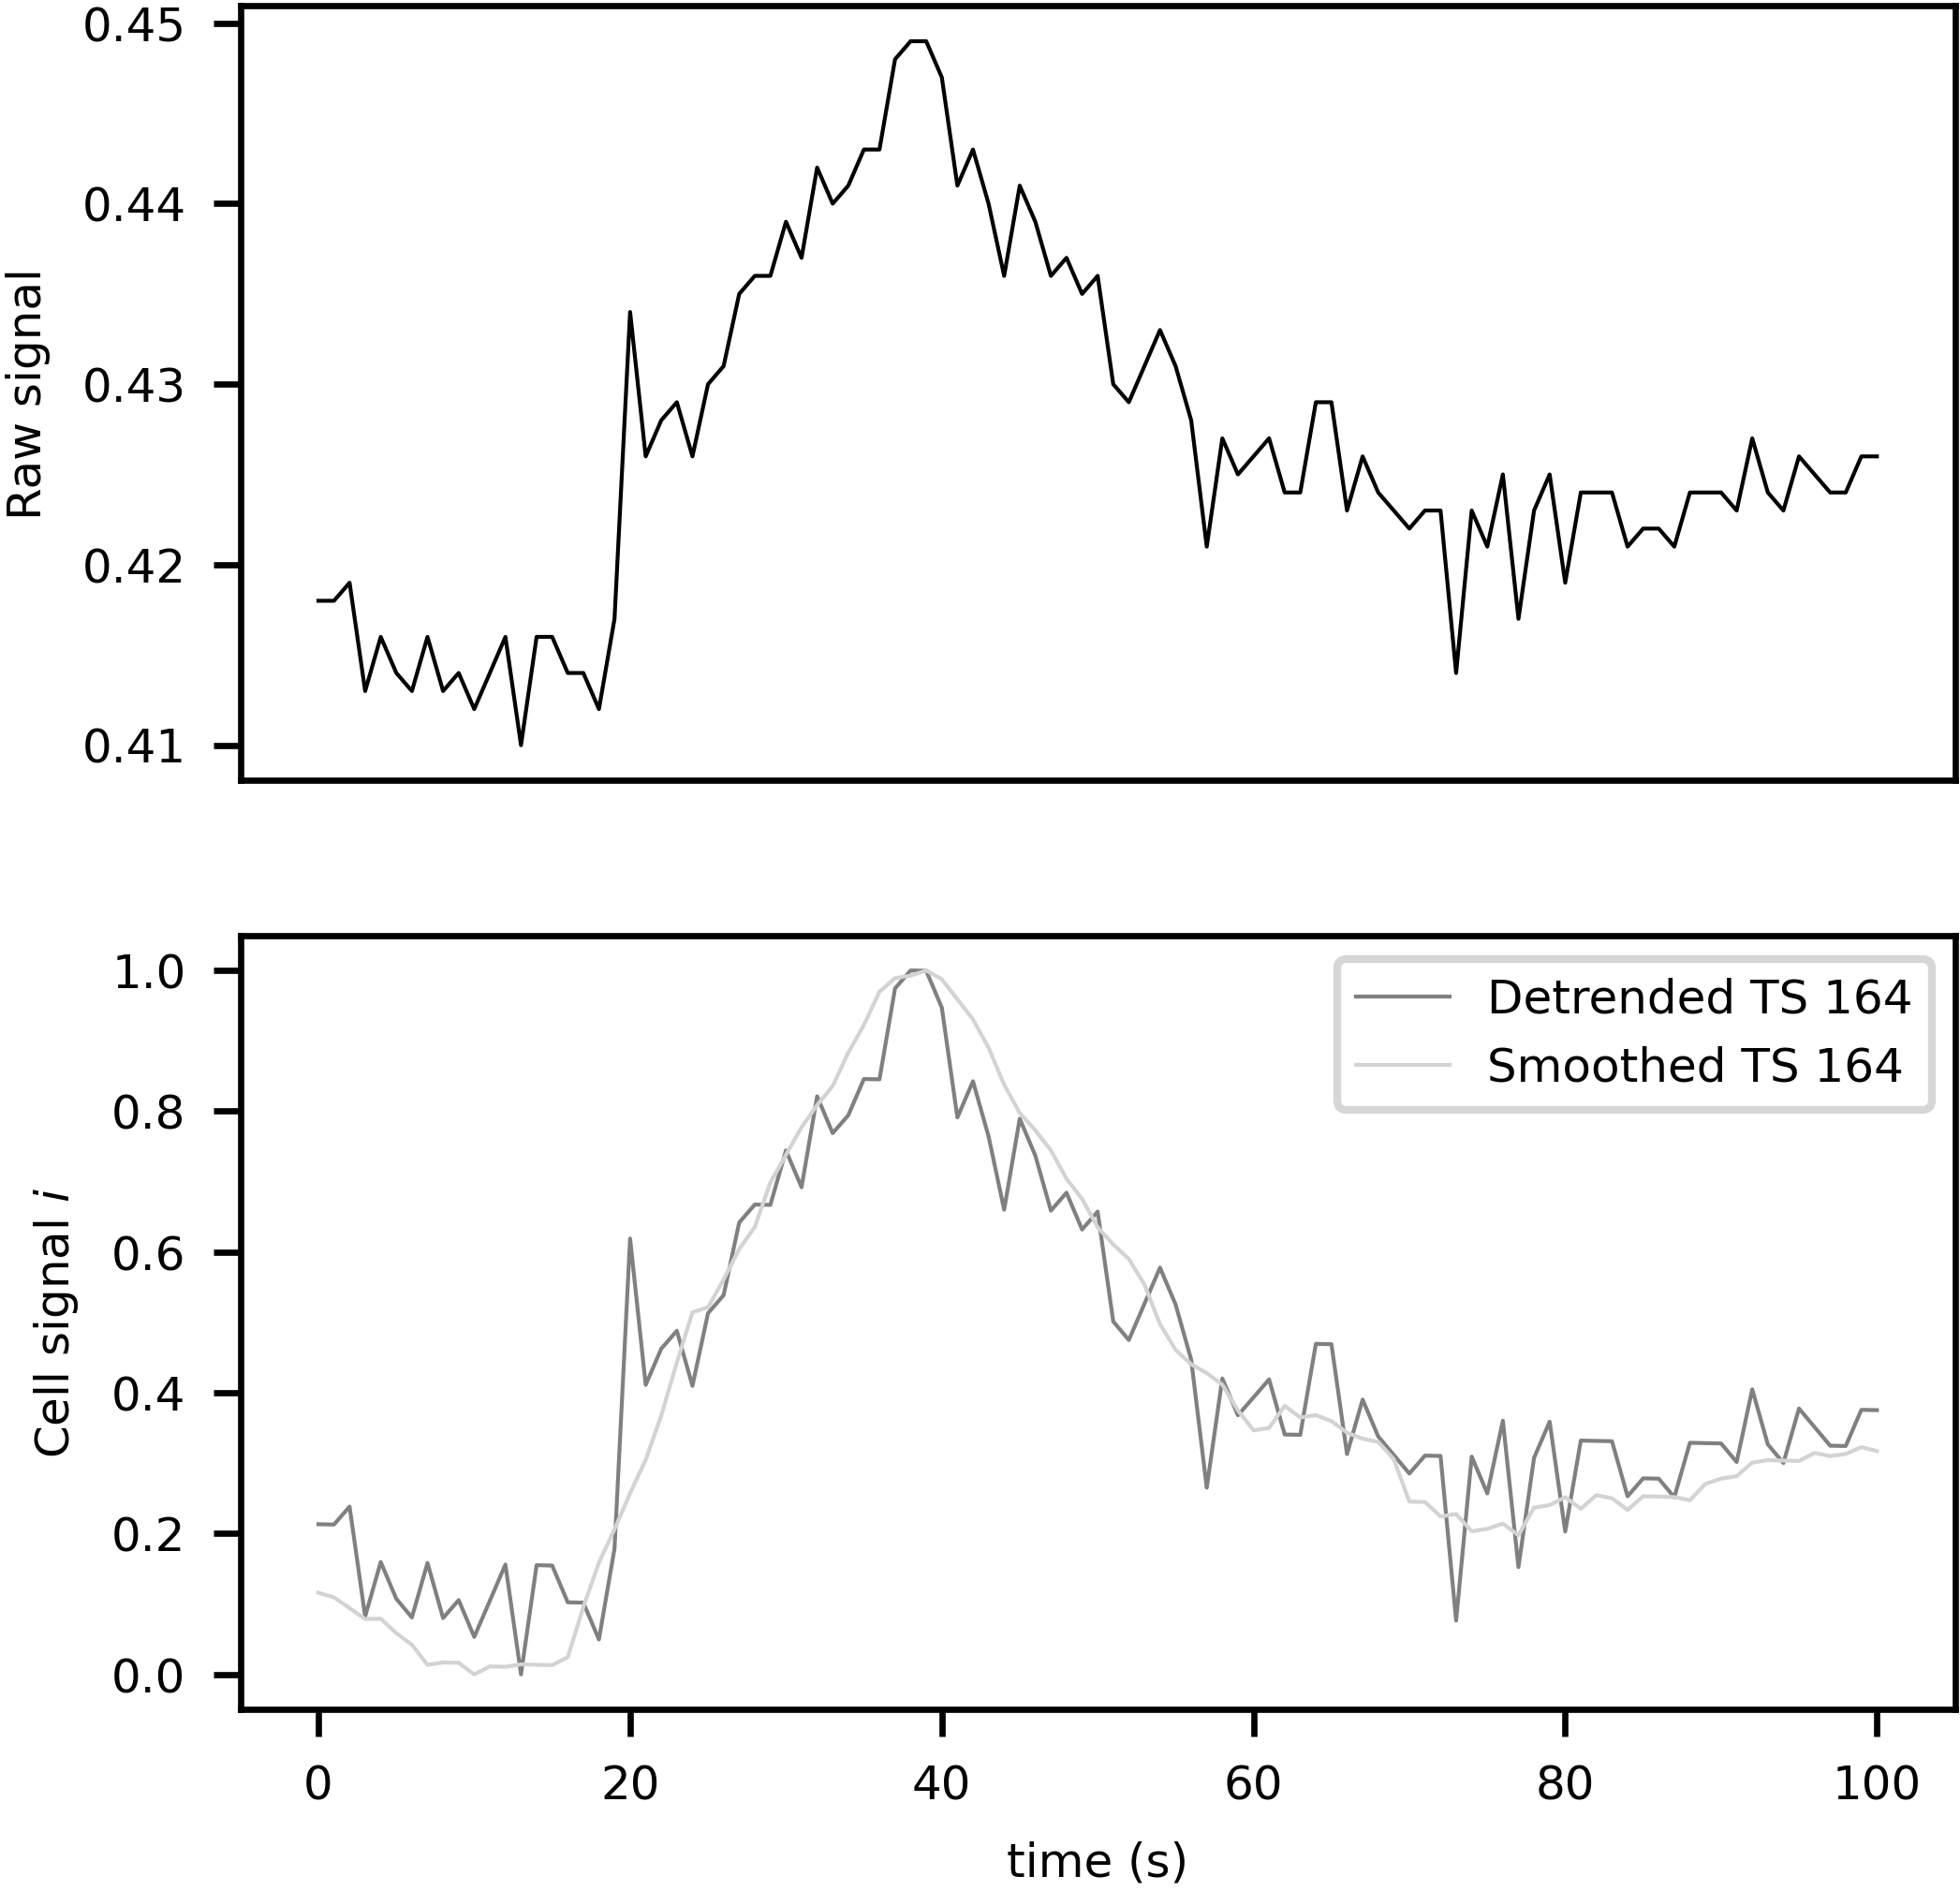 0.45
0.44
0.43
0.42
0.41
Raw signal
1.0
0.8
0.6
0.4
0.2
0.0
Cell signal i
Detrended TS 164
Smoothed TS 164
0 20 40 60 80 100
time (s)